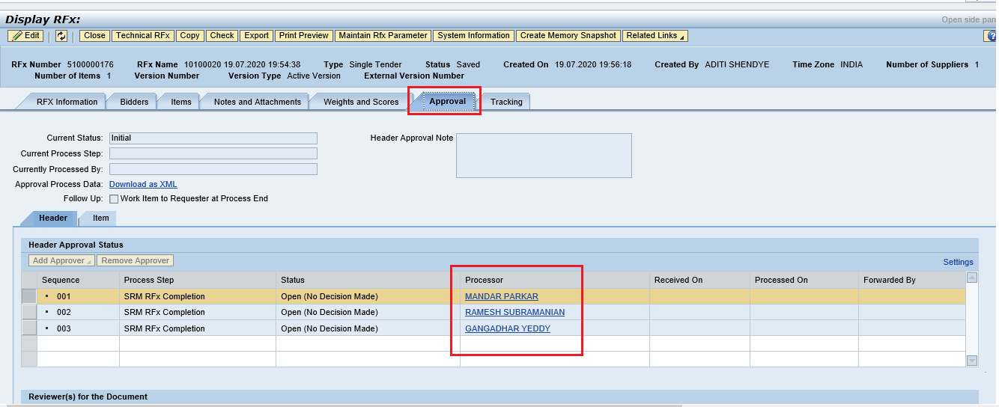 Display RFx:
Open side pan
Edit Close Technical RFx Copy Check Export Print Preview Maintain Rfx Parameter System Information Create Memory Snapshot Related Links
RFx Number 5100000176 RFx Name 10100020 19.07.2020 19:54:38 Type Single Tender Status Saved Created On 19.07.2020 19:56:18 Created By ADITI SHENDYE Time Zone INDIA Number of Suppliers 1
Number of Items 1 Version Number Version Type Active Version External Version Number
RFX Information Bidders Items Notes and Attachments Weights and Scores Approval Tracking
Current Status: Initial Header Approval Note
Current Process Step:
Currently Processed By:
Approval Process Data: Download as XML
Follow Up: Work Item to Requester at Process End
Header Item
Header Approval Status
Add Approver Remove Approver Settings
Sequence Process Step Status Processor Received On Processed On Forwarded By
001 SRM RFx Completion Open (No Decision Made) MANDAR PARKAR
002 SRM RFx Completion Open (No Decision Made) RAMESH SUBRAMANIAN
003 SRM RFx Completion Open (No Decision Made) GANGADHAR YEDDY
Reviewer(s) for the Document